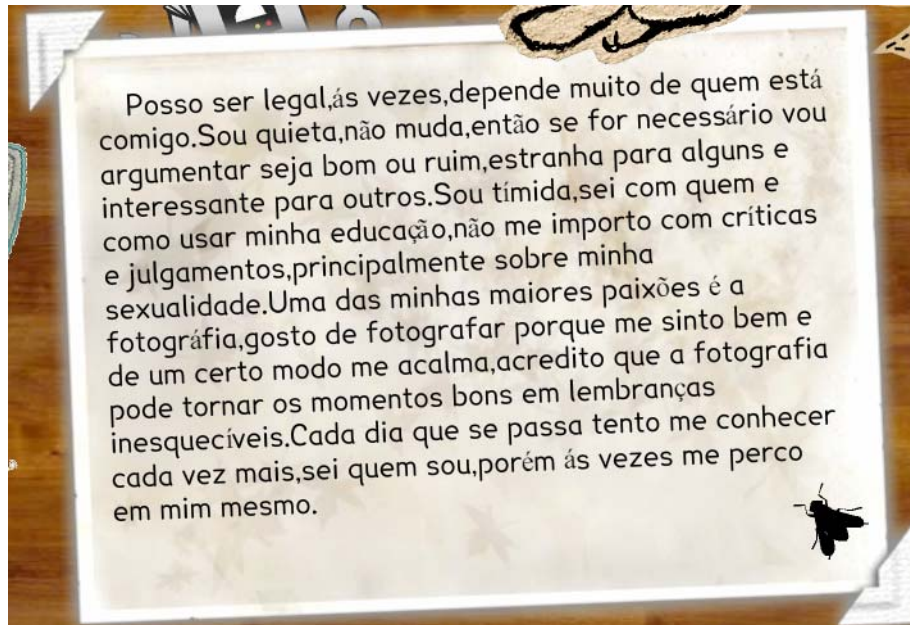 Posso ser legal,ás vezes,depende muito de quem está
comigo.Sou quieta,não muda,então se for necessário vou
argumentar seja bom ou ruim,estranha para alguns e
interessante para outros.Sou tímida,sei com quem e
como usar minha educação,não me importo com críticas
e julgamentos,principalmente sobre minha
sexualidade.Uma das minhas maiores paixões é a
fotográfia,gosto de fotografar porque me sinto bem e
de um certo modo me acalma,acredito que a fotografia
pode tornar os momentos bons em lembranças
inesquecíveis.Cada dia que se passa tento me conhecer
cada vez mais,sei quem sou,porém ás vezes me perco
em mim mesmo.